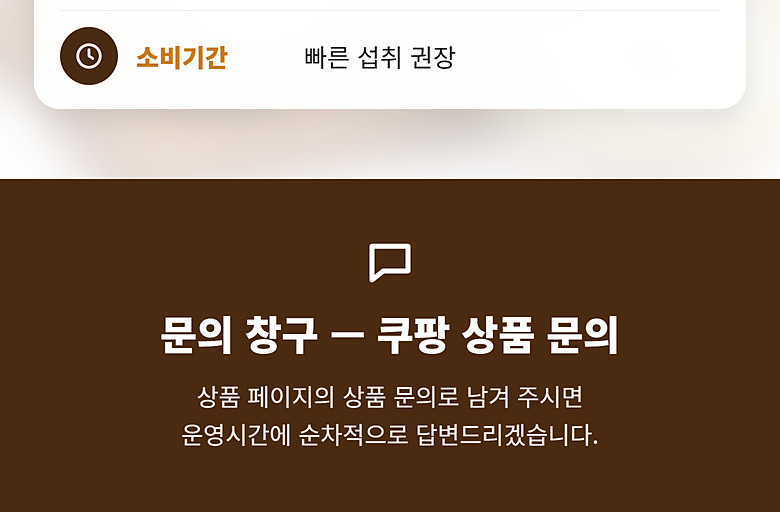 소비기간 빠른 섭취 권장
문의 창구 — 쿠팡 상품 문의
상품 페이지의 상품 문의로 남겨 주시면
운영시간에 순차적으로 답변드리겠습니다.